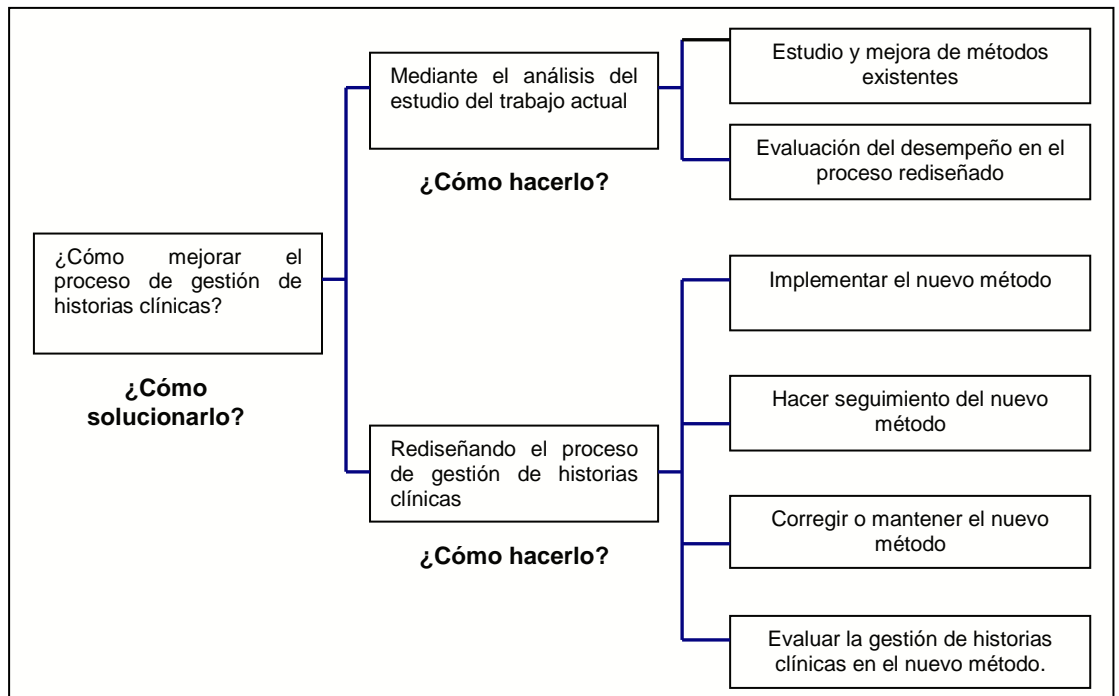 ¿Cómo mejorar el
proceso de gestión de
historias clínicas?
¿Cómo
solucionarlo?
Mediante el análisis del
estudio del trabajo actual
¿Cómo hacerlo?
Estudio y mejora de métodos
existentes
Evaluación del desempeño en el
proceso rediseñado
Rediseñando el proceso
de gestión de historias
clínicas
¿Cómo hacerlo?
Implementar el nuevo método
Hacer seguimiento del nuevo
método
Corregir o mantener el nuevo
método
Evaluar la gestión de historias
clínicas en el nuevo método.